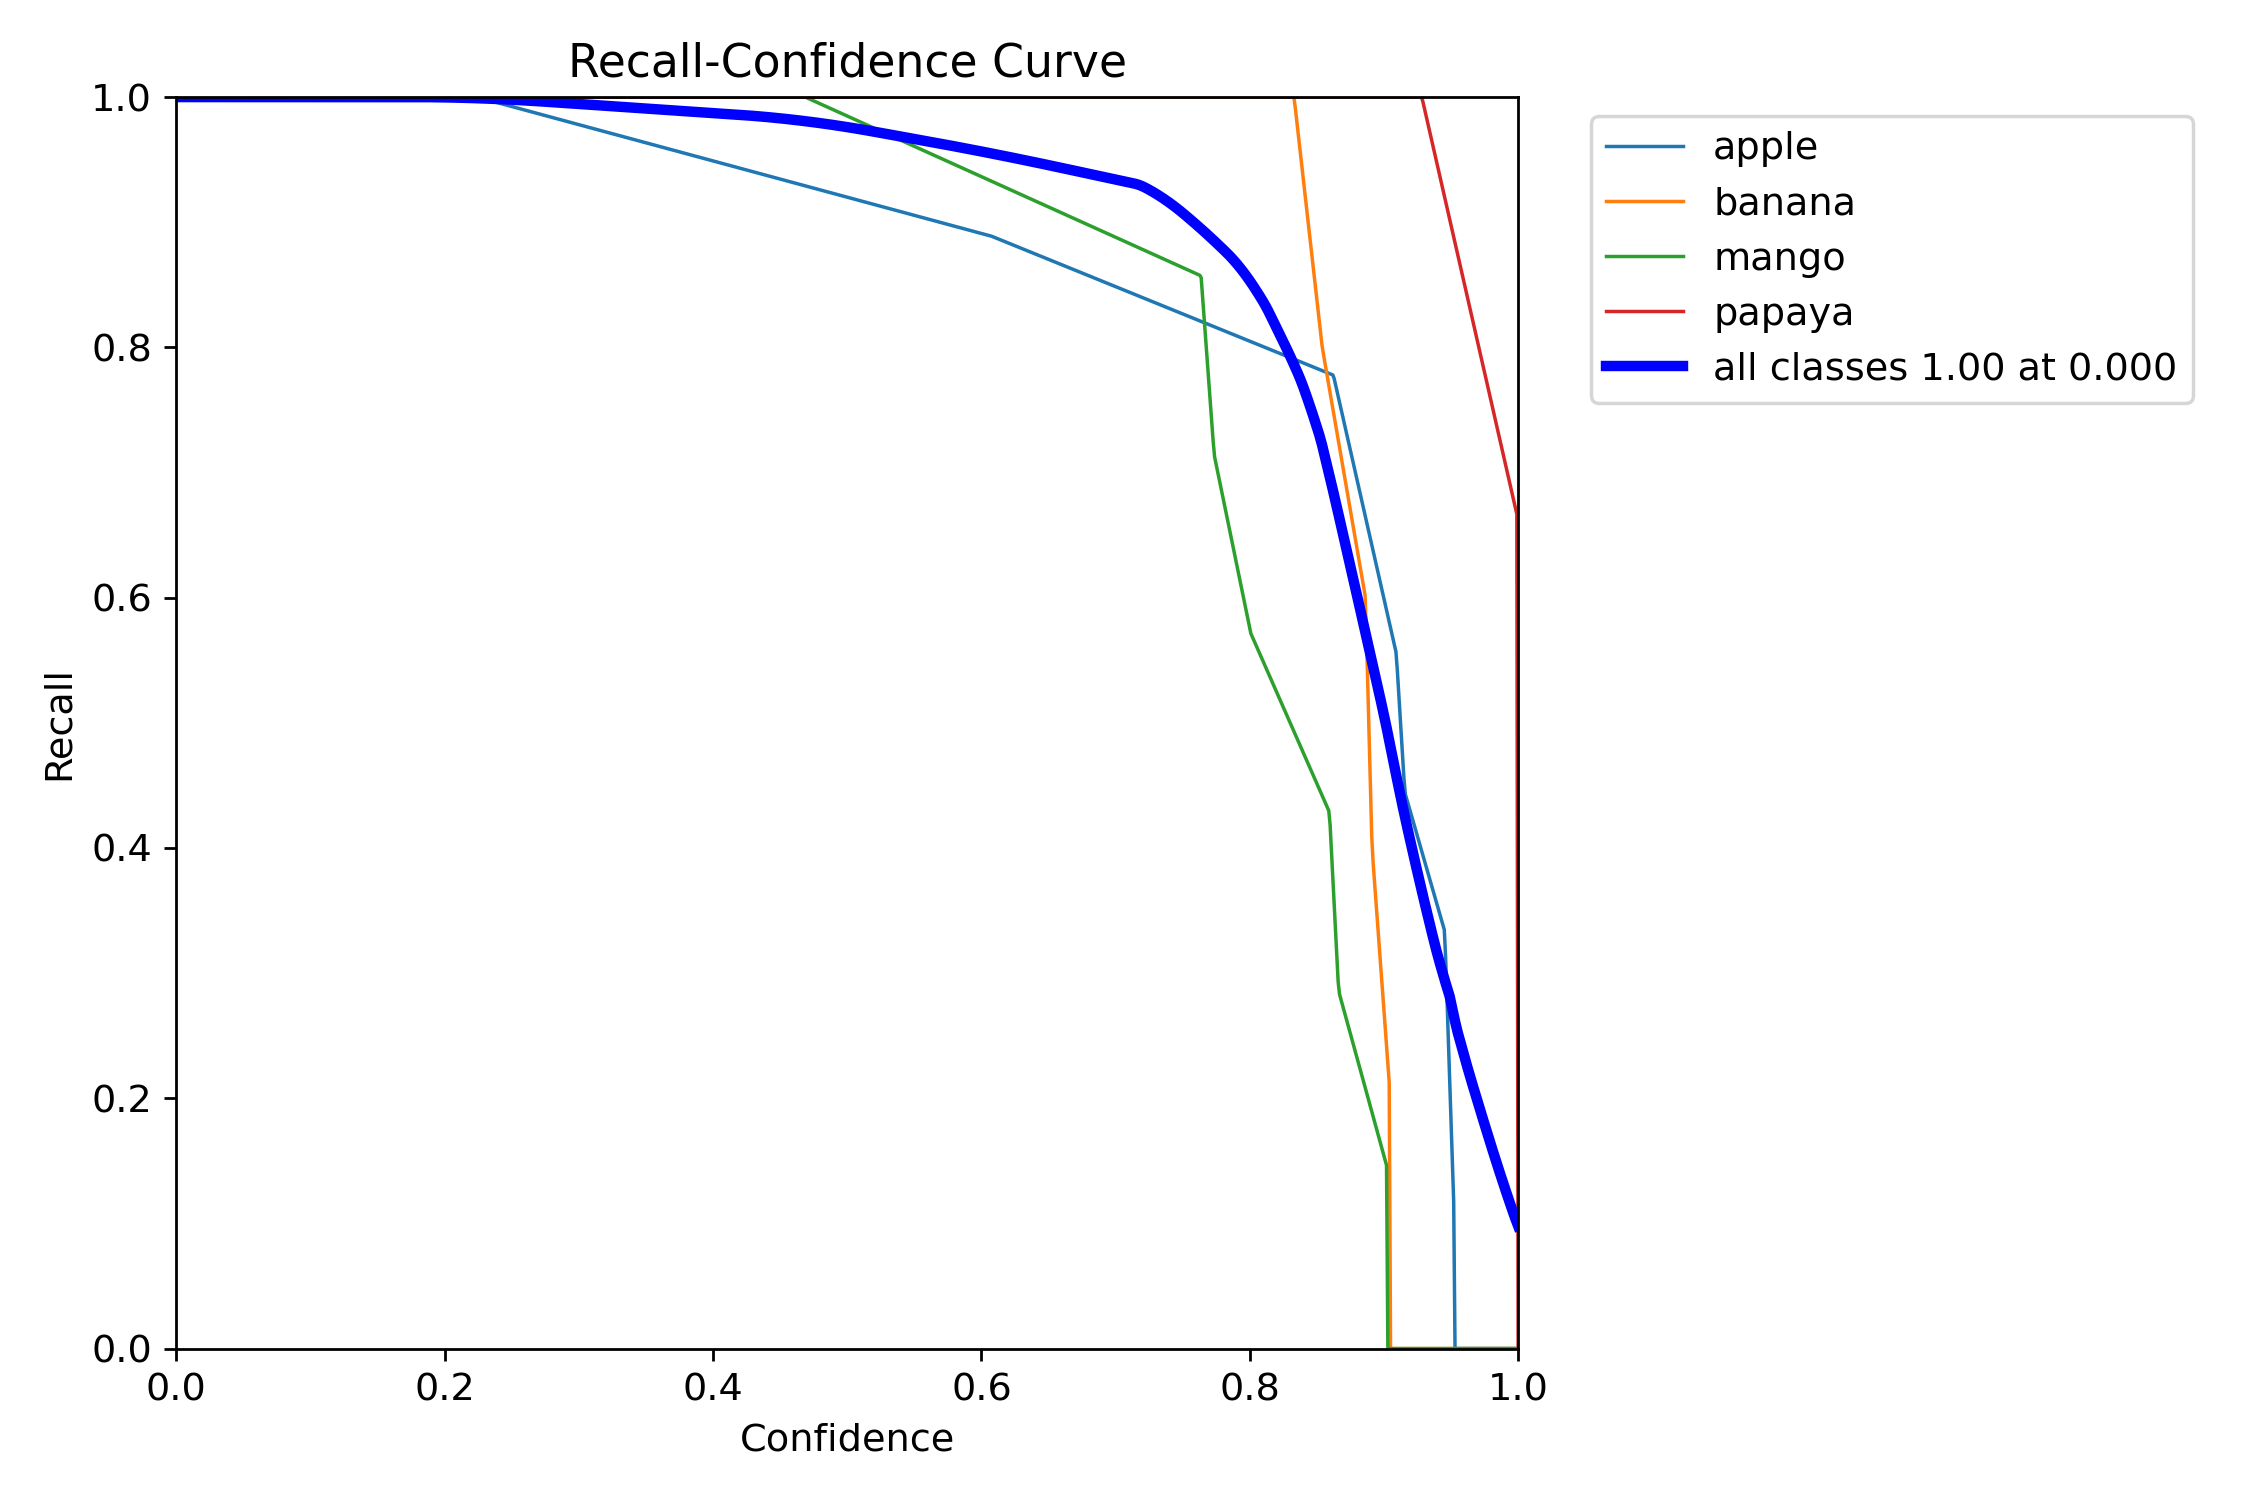 Recall-Confidence Curve
1.0
0.8
0.6
0.4
0.2
0.0
Recall
0.0 0.2 0.4 0.6 0.8 1.0
Confidence
apple
banana
mango
papaya
all classes 1.00 at 0.000